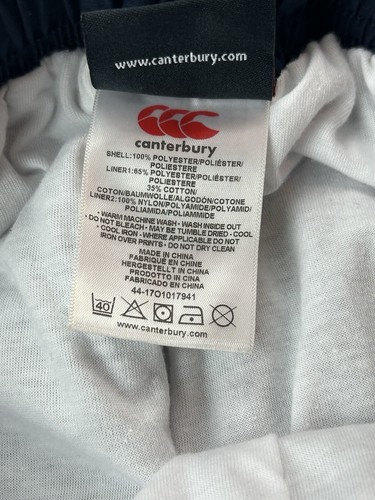 www.canterbury.com
canterbury
SHELL:100% POLYESTER/POLIÉSTER/
POLIESTERE
LINER1:65% POLYESTER/POLIÉSTER/
POLIESTERE
35% COTTON/
COTON/BAUMWOLLE/ALGODÓN/COTONE
LINER2:100% NYLON/POLYAMIDE/POLYAMID/
POLIAMIDA/POLIAMMIDE
• WARM MACHINE WASH • WASH INSIDE OUT
• DO NOT BLEACH • MAY BE TUMBLE DRIED - COOL
• COOL IRON - WHERE APPLICABLE DO NOT
IRON OVER PRINTS • DO NOT DRY CLEAN
MADE IN CHINA
FABRIQUÉ EN CHINE
HERGESTELLT IN CHINA
PRODOTTO IN CINA
FABRICADO EN CHINA
44-17O1017941
40
www.canterbury.com